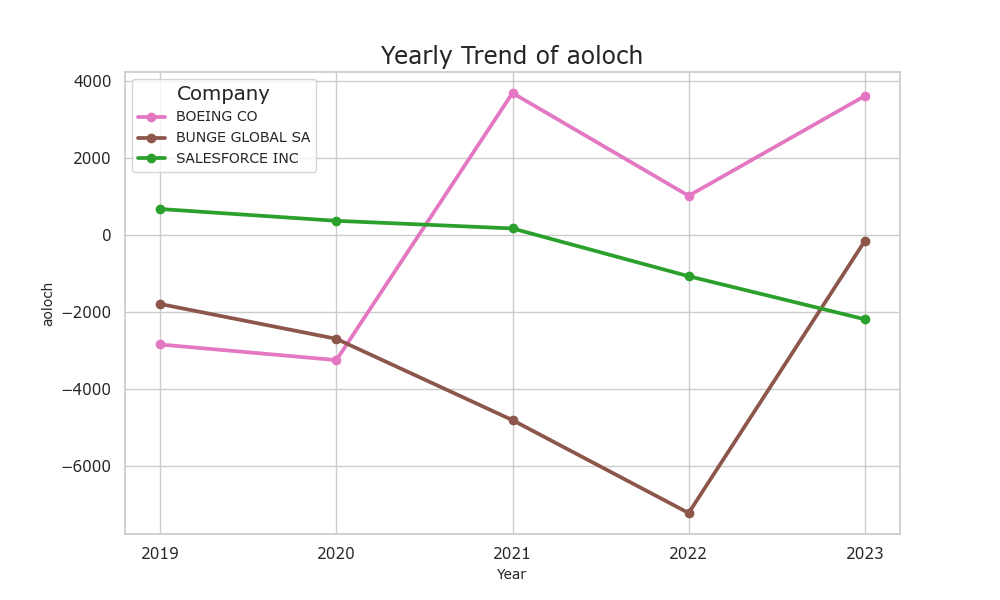 Yearly Trend of aoloch
Company
BOEING CO
BUNGE GLOBAL SA
SALESFORCE INC
4000
2000
0
−2000
−4000
−6000
aoloch
2019 2020 2021 2022 2023
Year